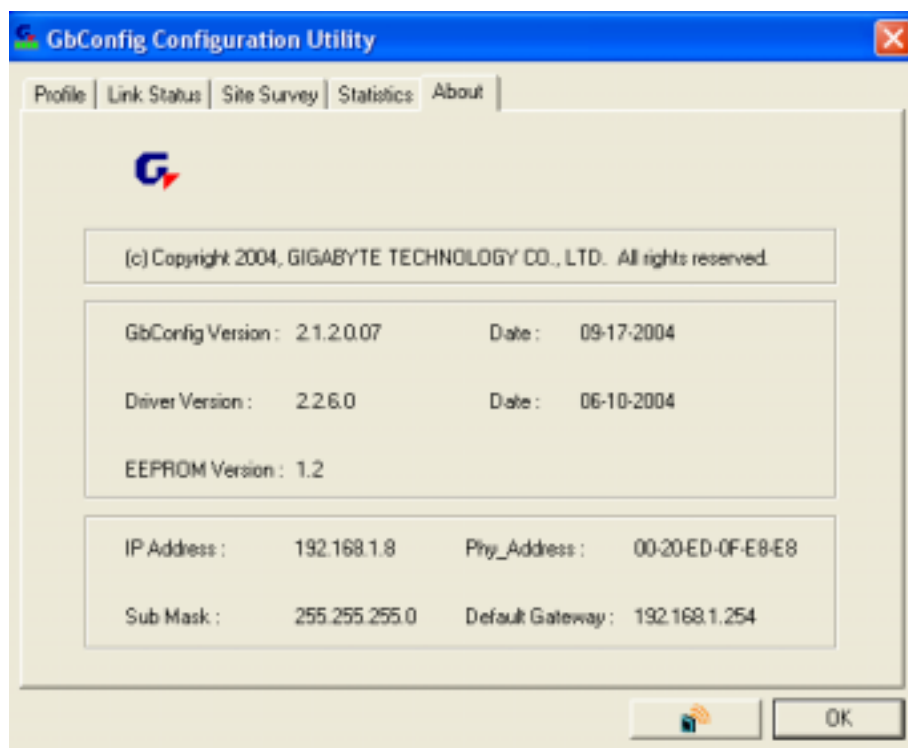 GbConfig Configuration Utility
Profile Link Status Site Survey Statistics About
(c) Copyright 2004, GIGABYTE TECHNOLOGY CO., LTD. All rights reserved.
GbConfig Version : 2.1.2.0.07 Date : 09-17-2004
Driver Version : 2.2.6.0 Date : 06-10-2004
EEPROM Version : 1.2
IP Address : 192.168.1.8 Phy_Address : 00-20-ED-0F-E8-E8
Sub Mask : 255.255.255.0 Default Gateway : 192.168.1.254
OK